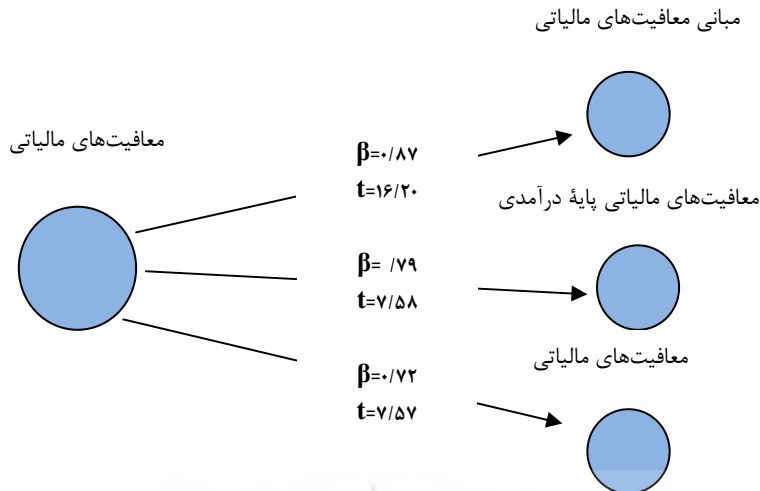 مبانی معافیت‌های مالیاتی
معافیت‌های مالیاتی
β=۰/۸۷
t=۱۶/۲۰
معافیت‌های مالیاتی پایهٔ درآمدی
β= /۷۹
t=۷/۵۸
معافیت‌های مالیاتی
β=۰/۷۲
t=۷/۵۷